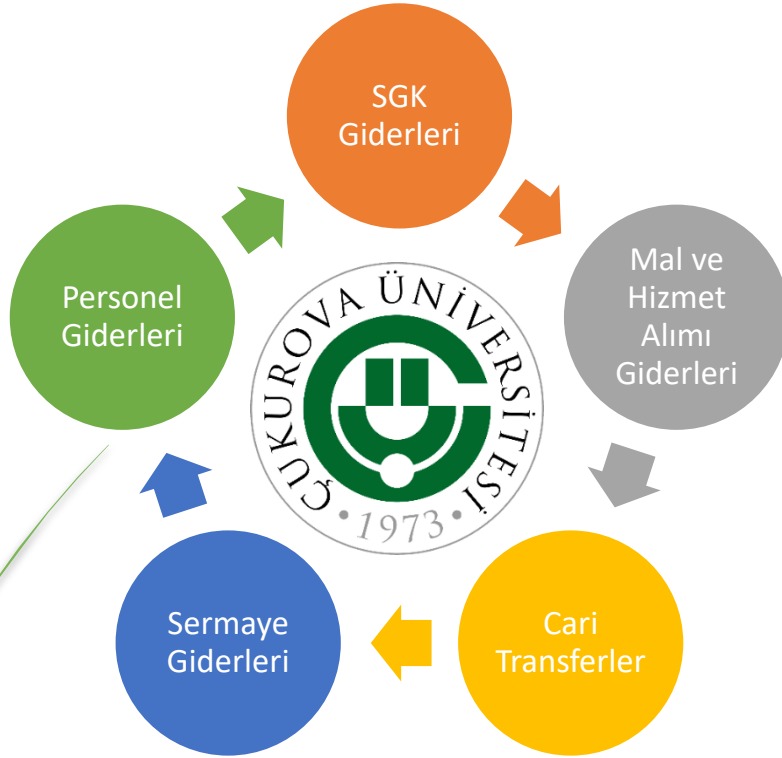 SGK
Giderleri
Mal ve
Hizmet
Alımı
Giderleri
Cari
Transferler
Sermaye
Giderleri
Personel
Giderleri
ÇUKUROVA ÜNİVERSİTESİ
•1973•